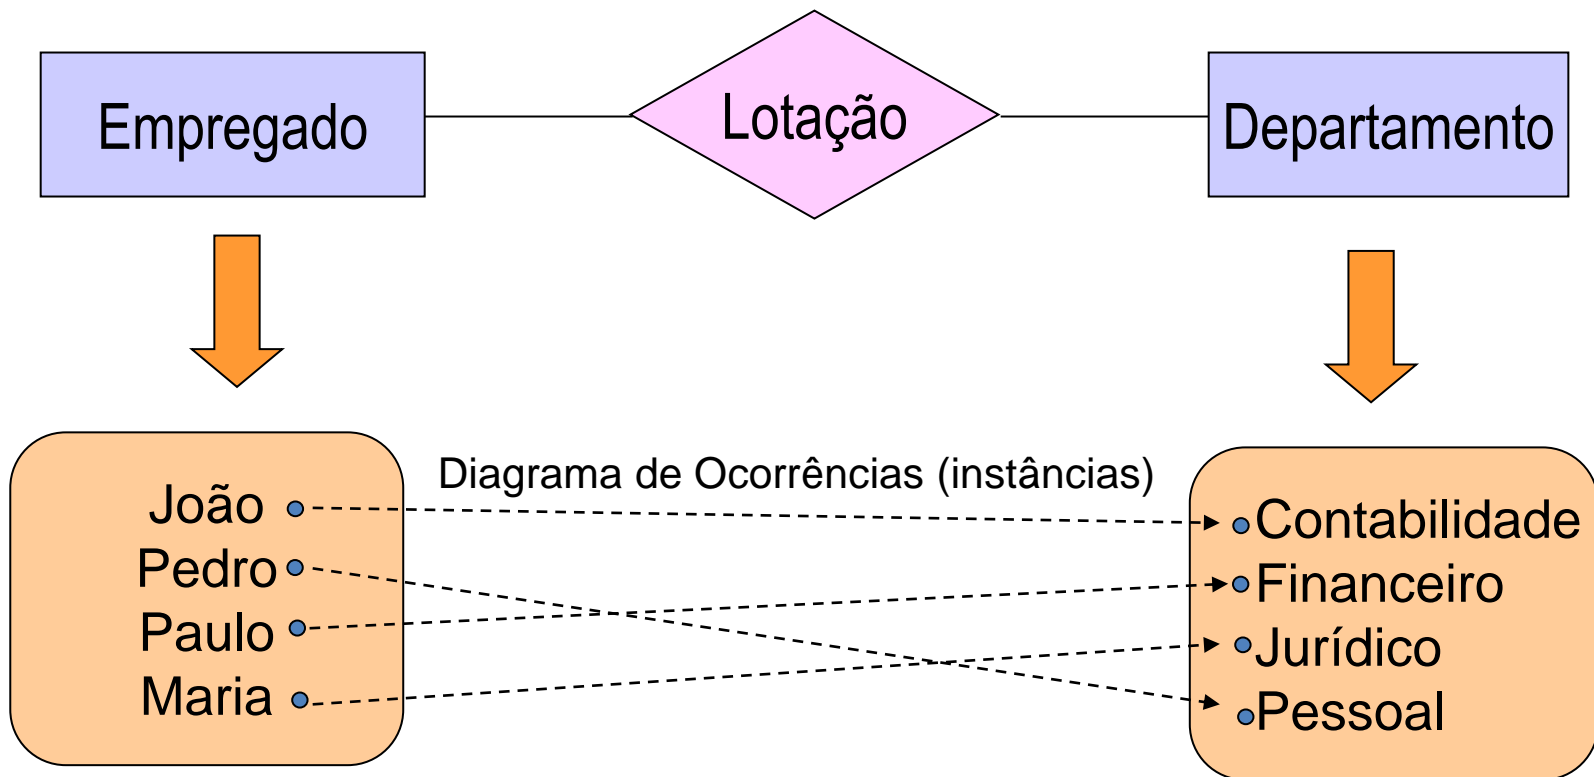 Empregado
Lotação
Departamento
Diagrama de Ocorrências (instâncias)
João
Pedro
Paulo
Maria
Contabilidade
Financeiro
Jurídico
Pessoal